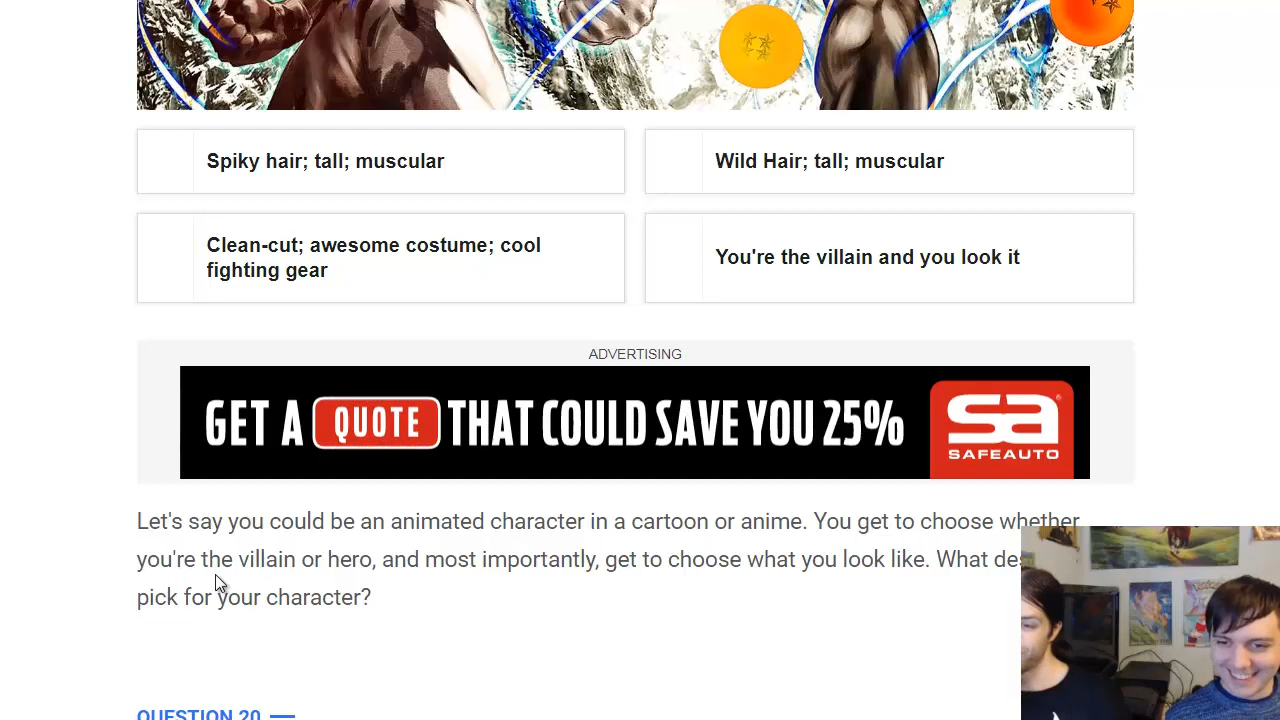 Spiky hair; tall; muscular
Wild Hair; tall; muscular
Clean-cut; awesome costume; cool
fighting gear
You're the villain and you look it
ADVERTISING
GET A QUOTE THAT COULD SAVE YOU 25%
sa
SAFEAUTO
Let's say you could be an animated character in a cartoon or anime. You get to choose whether
you're the villain or hero, and most importantly, get to choose what you look like. What
pick for your character?
QUESTION 20